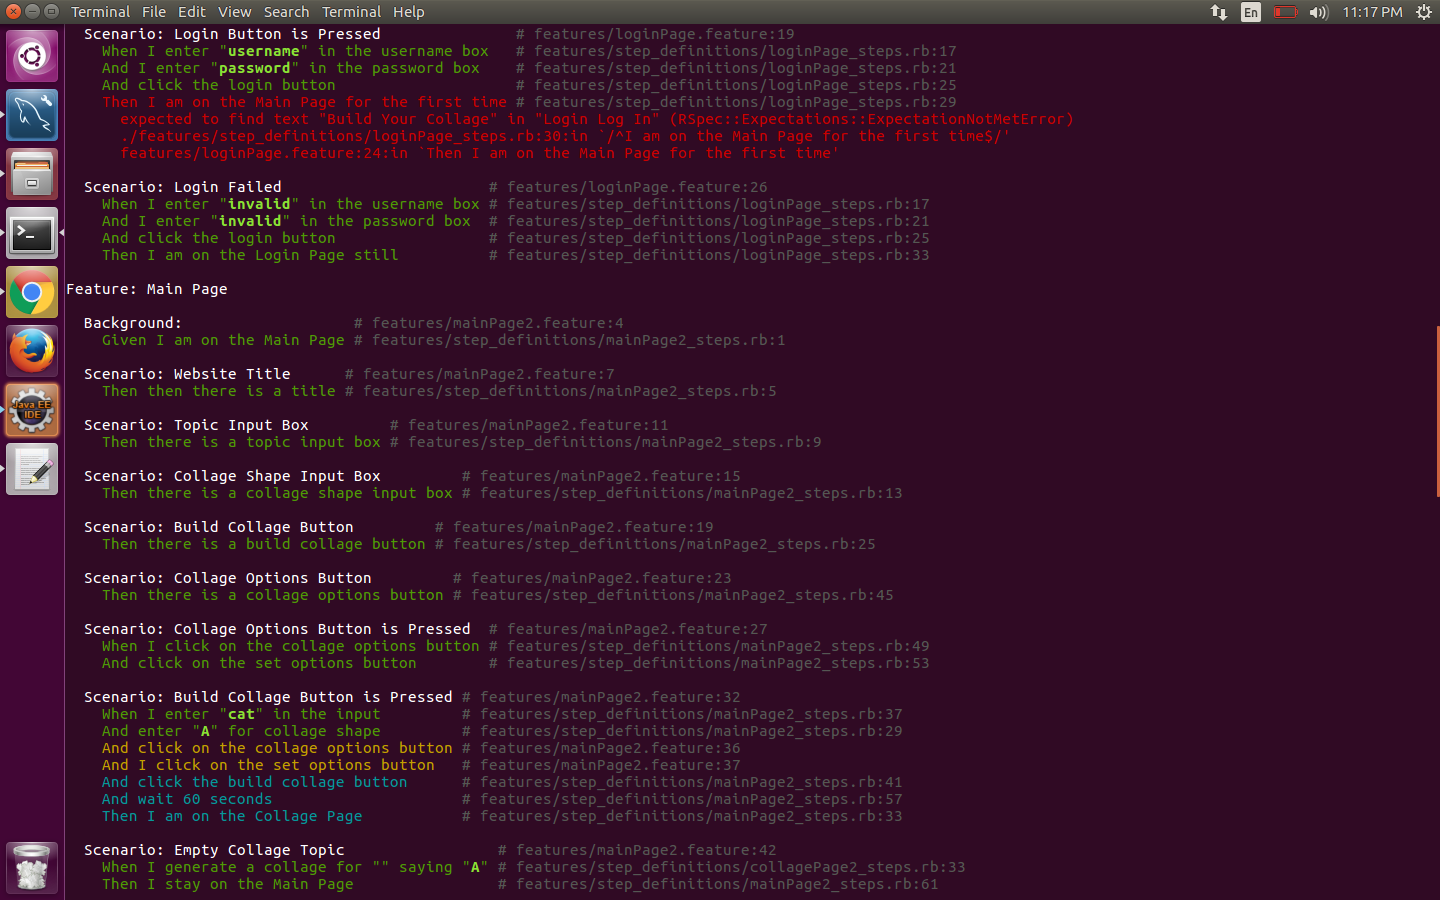 Terminal File Edit View Search Terminal Help En 11:17 PM
Scenario: Login Button is Pressed # features/loginPage.feature:19
When I enter "username" in the username box # features/step_definitions/loginPage_steps.rb:17
And I enter "password" in the password box # features/step_definitions/loginPage_steps.rb:21
And click the login button # features/step_definitions/loginPage_steps.rb:25
Then I am on the Main Page for the first time # features/step_definitions/loginPage_steps.rb:29
expected to find text "Build Your Collage" in "Login Log In" (RSpec::Expectations::ExpectationNotMetError)
./features/step_definitions/loginPage_steps.rb:30:in `/^I am on the Main Page for the first time$/'
features/loginPage.feature:24:in `Then I am on the Main Page for the first time'
Scenario: Login Failed # features/loginPage.feature:26
When I enter "invalid" in the username box # features/step_definitions/loginPage_steps.rb:17
And I enter "invalid" in the password box # features/step_definitions/loginPage_steps.rb:21
And click the login button # features/step_definitions/loginPage_steps.rb:25
Then I am on the Login Page still # features/step_definitions/loginPage_steps.rb:33
Feature: Main Page
Background: # features/mainPage2.feature:4
Given I am on the Main Page # features/step_definitions/mainPage2_steps.rb:1
Scenario: Website Title # features/mainPage2.feature:7
Then then there is a title # features/step_definitions/mainPage2_steps.rb:5
Scenario: Topic Input Box # features/mainPage2.feature:11
Then there is a topic input box # features/step_definitions/mainPage2_steps.rb:9
Scenario: Collage Shape Input Box # features/mainPage2.feature:15
Then there is a collage shape input box # features/step_definitions/mainPage2_steps.rb:13
Scenario: Build Collage Button # features/mainPage2.feature:19
Then there is a build collage button # features/step_definitions/mainPage2_steps.rb:25
Scenario: Collage Options Button # features/mainPage2.feature:23
Then there is a collage options button # features/step_definitions/mainPage2_steps.rb:45
Scenario: Collage Options Button is Pressed # features/mainPage2.feature:27
When I click on the collage options button # features/step_definitions/mainPage2_steps.rb:49
And click on the set options button # features/step_definitions/mainPage2_steps.rb:53
Scenario: Build Collage Button is Pressed # features/mainPage2.feature:32
When I enter "cat" in the input # features/step_definitions/mainPage2_steps.rb:37
And enter "A" for collage shape # features/step_definitions/mainPage2_steps.rb:29
And click on the collage options button # features/mainPage2.feature:36
And I click on the set options button # features/mainPage2.feature:37
And click the build collage button # features/step_definitions/mainPage2_steps.rb:41
And wait 60 seconds # features/step_definitions/mainPage2_steps.rb:57
Then I am on the Collage Page # features/step_definitions/mainPage2_steps.rb:33
Scenario: Empty Collage Topic # features/mainPage2.feature:42
When I generate a collage for "" saying "A" # features/step_definitions/collagePage2_steps.rb:33
Then I stay on the Main Page # features/step_definitions/mainPage2_steps.rb:61
Java EE
IDE